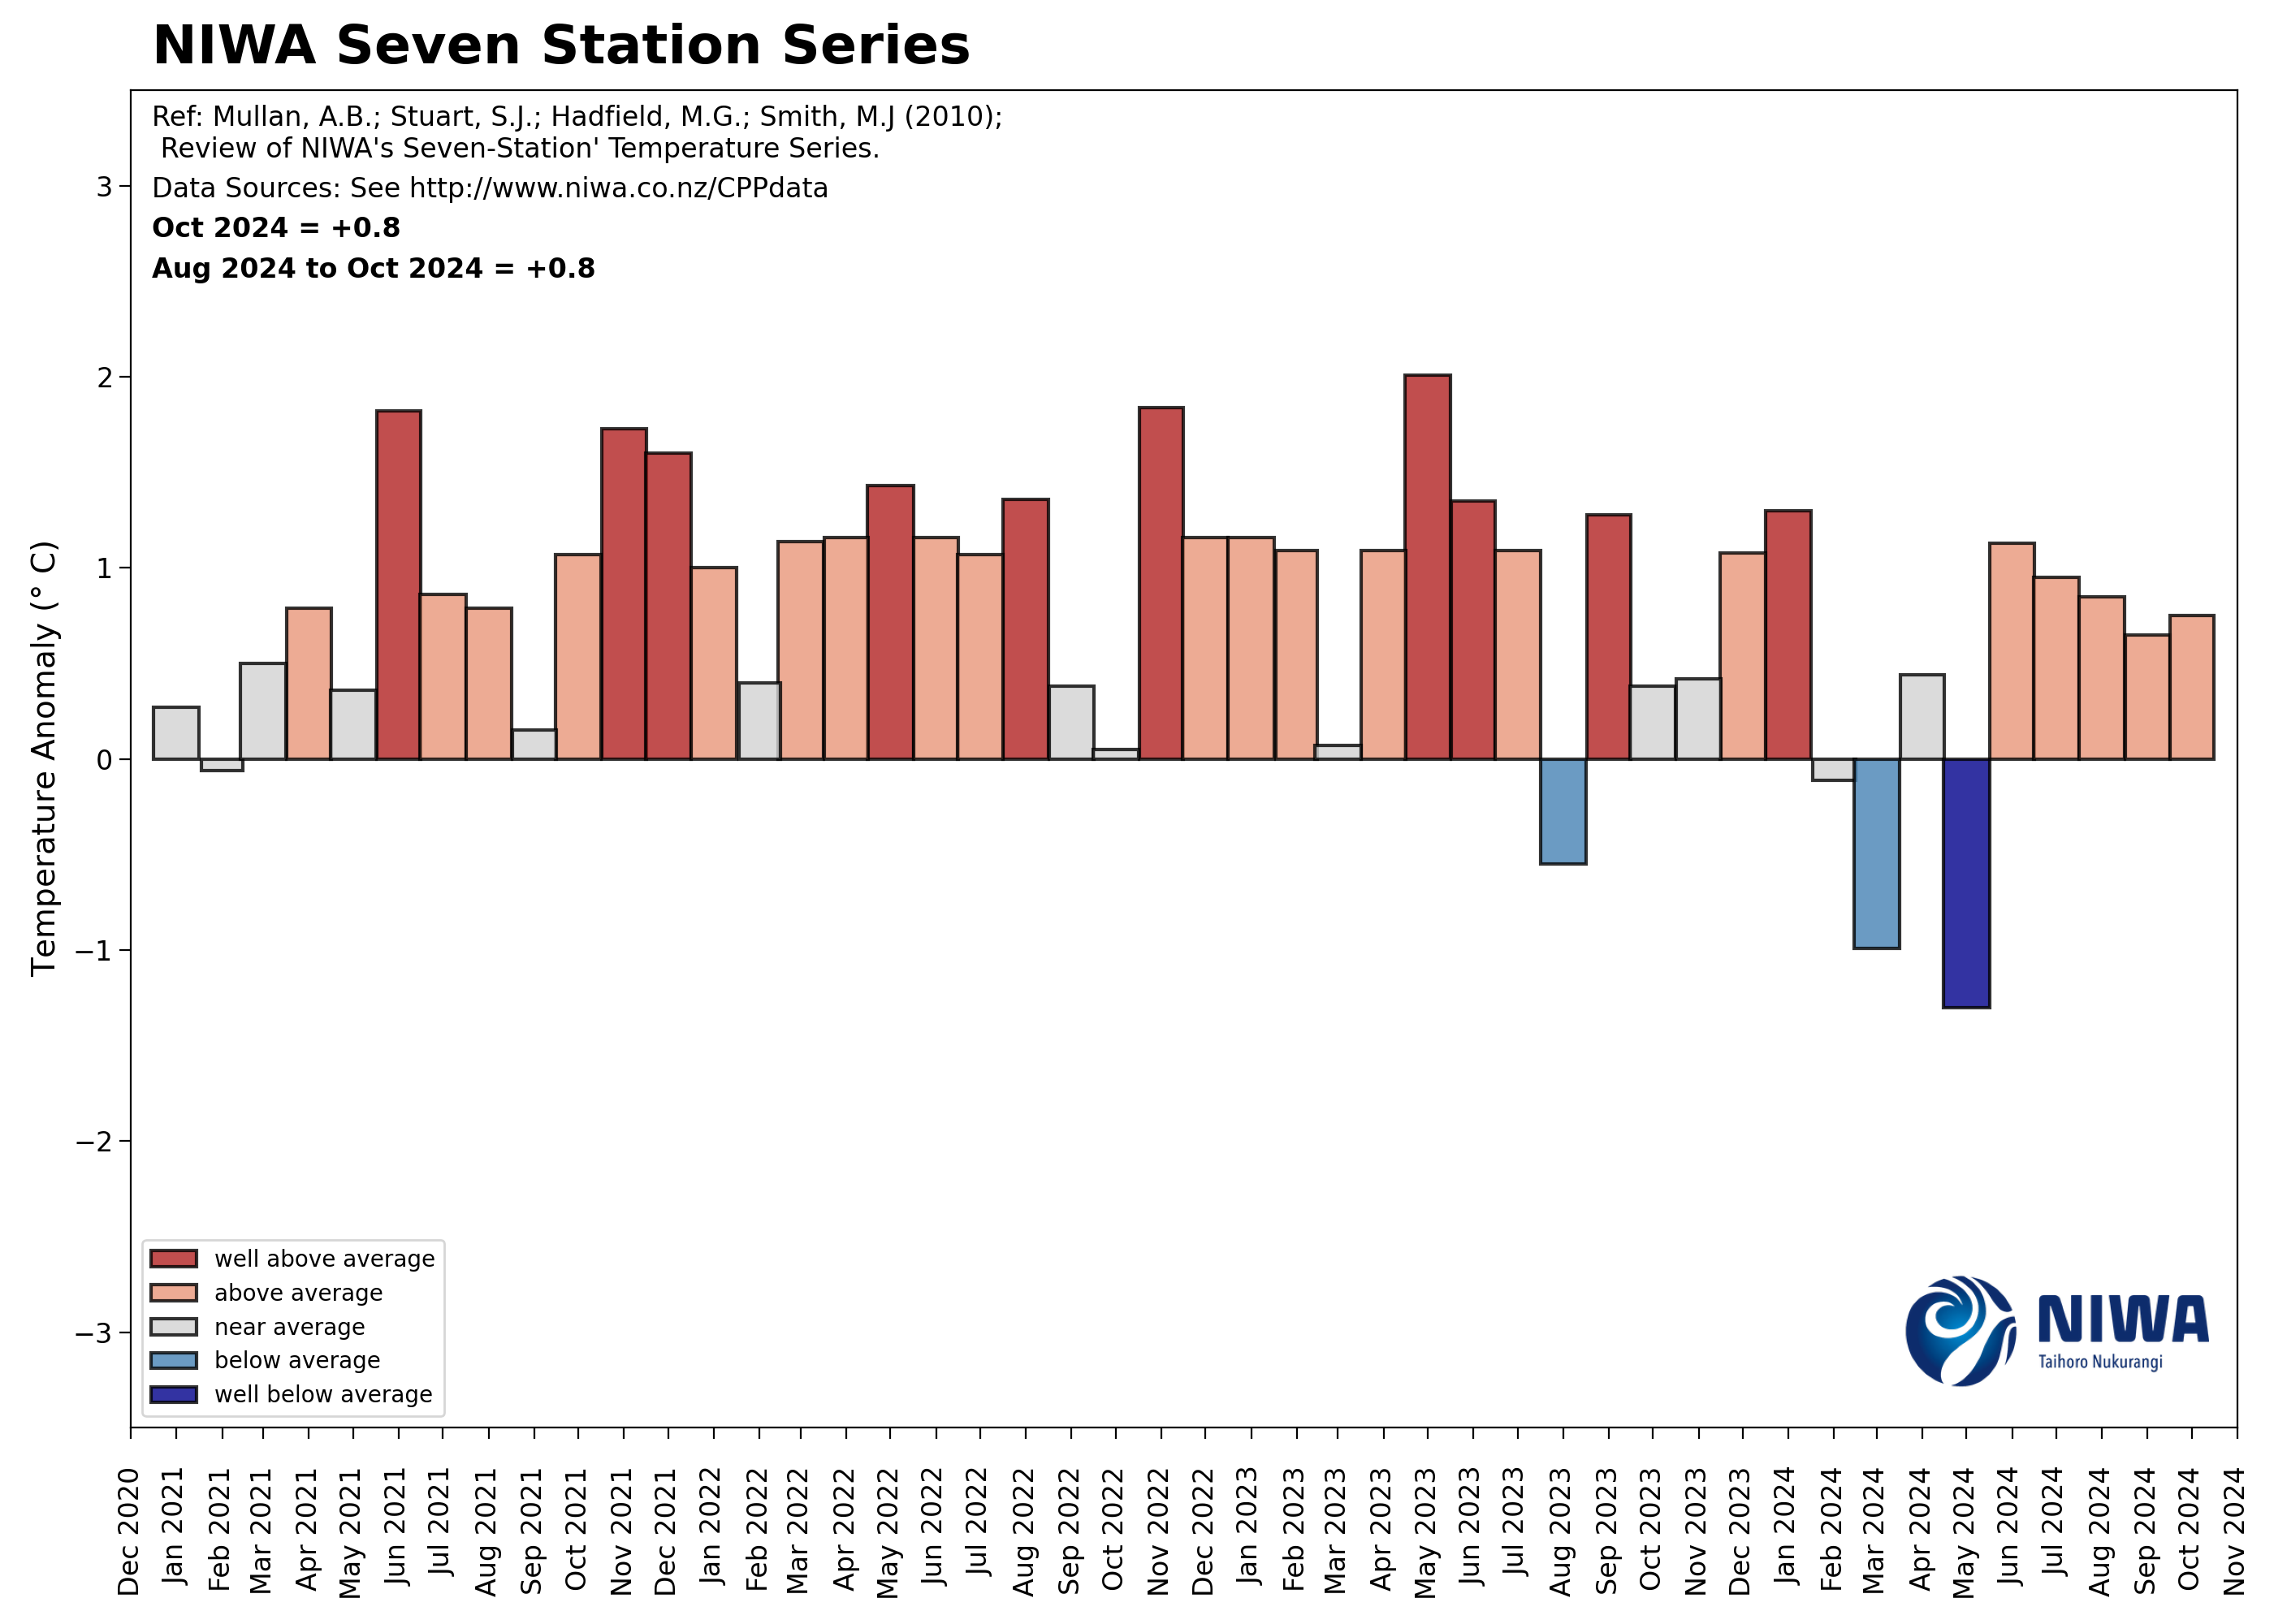 NIWA Seven Station Series
Ref: Mullan, A.B.; Stuart, S.J.; Hadfield, M.G.; Smith, M.J (2010);
Review of NIWA's Seven-Station' Temperature Series.
Data Sources: See http://www.niwa.co.nz/CPPdata
Oct 2024 = +0.8
Aug 2024 to Oct 2024 = +0.8
Temperature Anomaly (° C)
3
2
1
0
−1
−2
−3
well above average
above average
near average
below average
well below average
NIWA
Taihoro Nukurangi
Dec 2020
Jan 2021
Feb 2021
Mar 2021
Apr 2021
May 2021
Jun 2021
Jul 2021
Aug 2021
Sep 2021
Oct 2021
Nov 2021
Dec 2021
Jan 2022
Feb 2022
Mar 2022
Apr 2022
May 2022
Jun 2022
Jul 2022
Aug 2022
Sep 2022
Oct 2022
Nov 2022
Dec 2022
Jan 2023
Feb 2023
Mar 2023
Apr 2023
May 2023
Jun 2023
Jul 2023
Aug 2023
Sep 2023
Oct 2023
Nov 2023
Dec 2023
Jan 2024
Feb 2024
Mar 2024
Apr 2024
May 2024
Jun 2024
Jul 2024
Aug 2024
Sep 2024
Oct 2024
Nov 2024